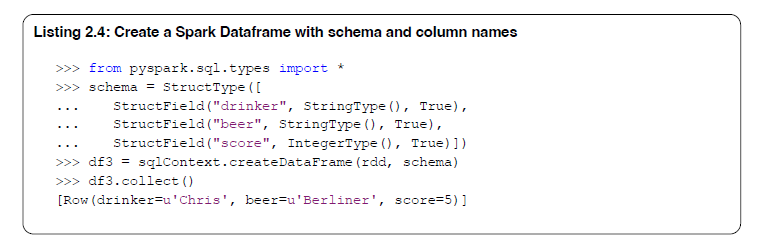 Listing 2.4: Create a Spark Dataframe with schema and column names
>>> from pyspark.sql.types import *
>>> schema = StructType([
...    StructField("drinker", StringType(), True),
...    StructField("beer", StringType(), True),
...    StructField("score", IntegerType(), True)])
>>> df3 = sqlContext.createDataFrame(rdd, schema)
>>> df3.collect()
[Row(drinker=u'Chris', beer=u'Berliner', score=5)]